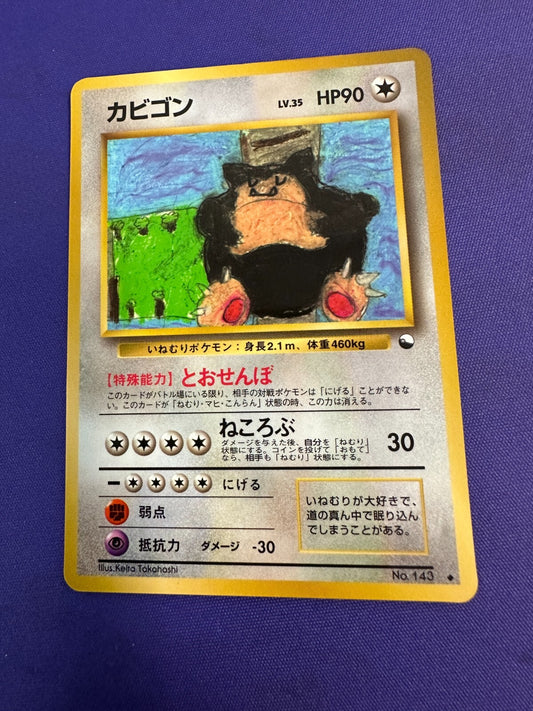 カビゴン LV.35 HP90
いねむりポケモン：身長2.1m、体重460kg
【特殊能力】とおせんぼ
このカードがバトル場にいる限り、相手の対戦ポケモンは「にげる」ことができない。このカードが「ねむり・マヒ・こんらん」状態の時、この力は消える。
ねころぶ 30
ダメージを与えた後、自分を「ねむり」
状態にする。コインを投げて「おもて」
なら、相手も「ねむり」状態にする。
にげる
弱点
抵抗力 ダメージ -30
いねむりが大好きで、
道の真ん中で眠り込ん
でしまうことがある。
Illus.Keita Takahashi
No.143